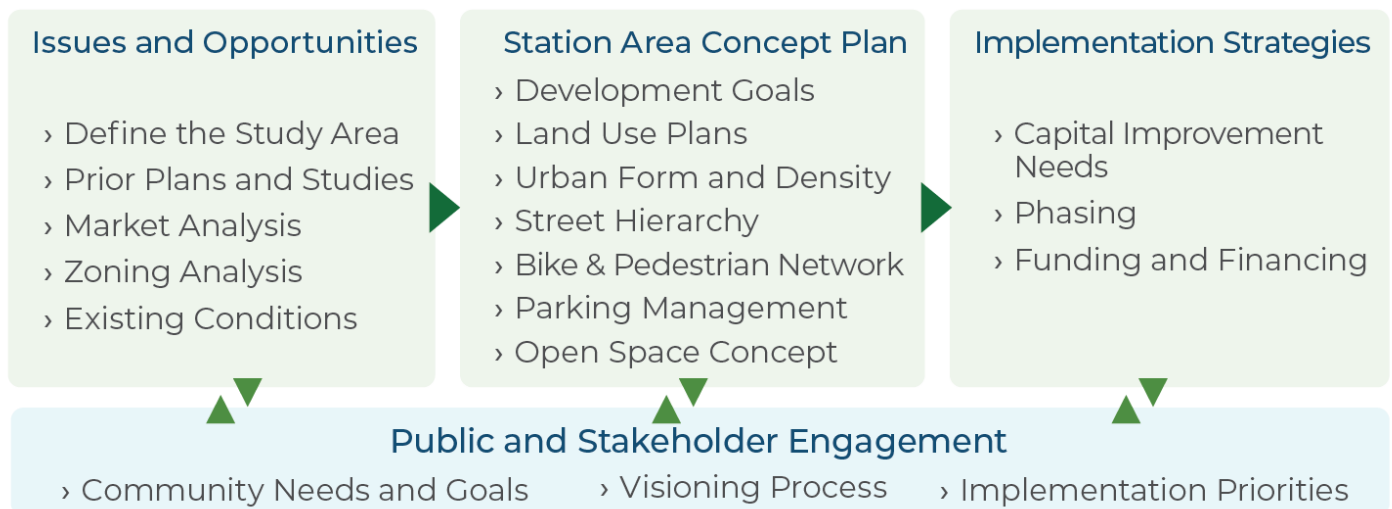 Issues and Opportunities
› Define the Study Area
› Prior Plans and Studies
› Market Analysis
› Zoning Analysis
› Existing Conditions
Station Area Concept Plan
› Development Goals
› Land Use Plans
› Urban Form and Density
› Street Hierarchy
› Bike & Pedestrian Network
› Parking Management
› Open Space Concept
Implementation Strategies
› Capital Improvement
Needs
› Phasing
› Funding and Financing
Public and Stakeholder Engagement
› Community Needs and Goals
› Visioning Process
› Implementation Priorities